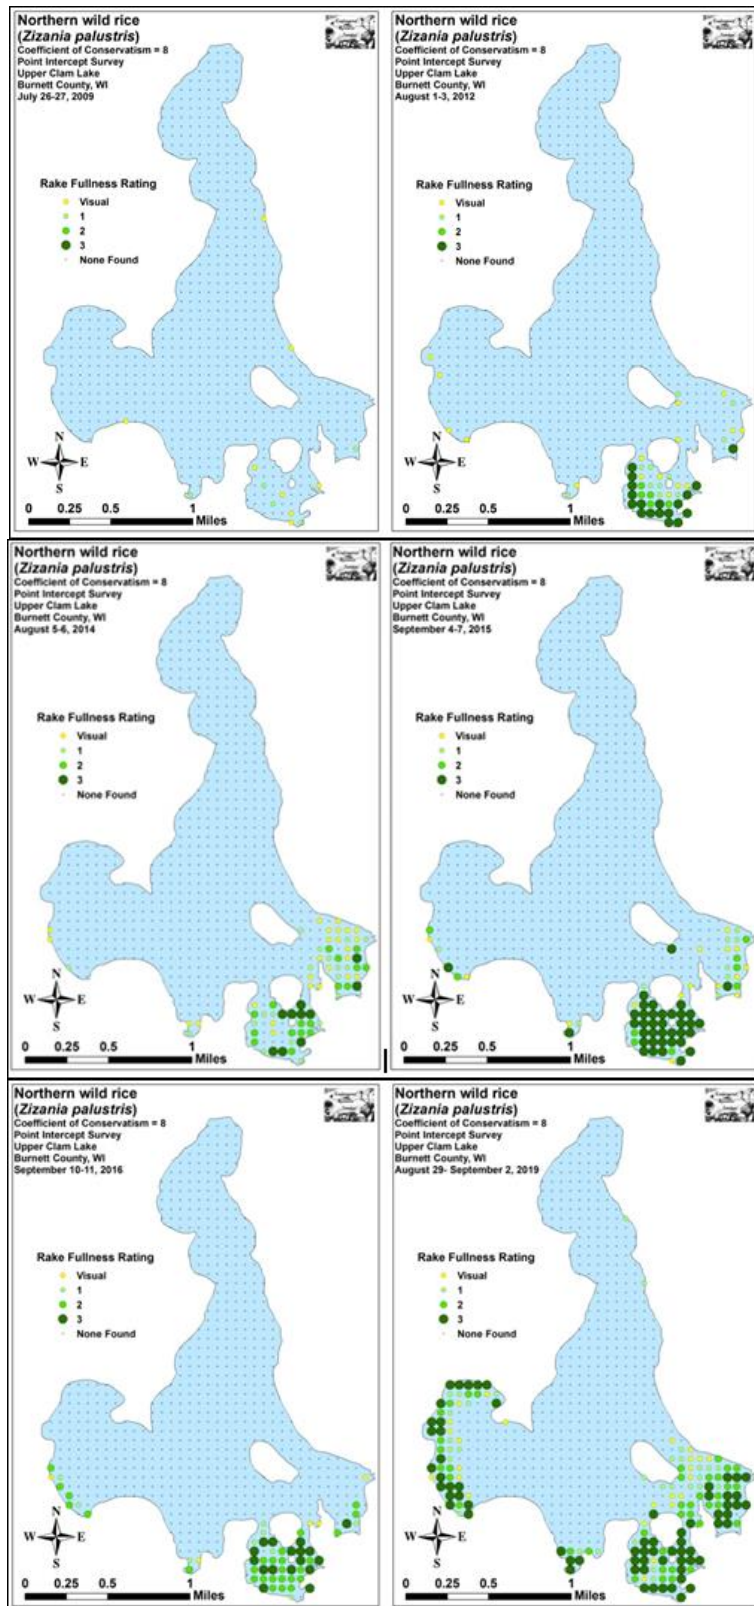 Northern wild rice
(Zizania palustris)
Coefficient of Conservatism = 8
Point Intercept Survey
Upper Clam Lake
Burnett County, WI
July 26-27, 2009
Rake Fullness Rating
Visual
1
2
3
None Found
N
W E
S
0 0.25 0.5 1
Miles
Northern wild rice
(Zizania palustris)
Coefficient of Conservatism = 8
Point Intercept Survey
Upper Clam Lake
Burnett County, WI
August 1-3, 2012
Rake Fullness Rating
Visual
1
2
3
None Found
N
W E
S
0 0.25 0.5 1
Miles
Northern wild rice
(Zizania palustris)
Coefficient of Conservatism = 8
Point Intercept Survey
Upper Clam Lake
Burnett County, WI
August 5-6, 2014
Rake Fullness Rating
Visual
1
2
3
None Found
N
W E
S
0 0.25 0.5 1
Miles
Northern wild rice
(Zizania palustris)
Coefficient of Conservatism = 8
Point Intercept Survey
Upper Clam Lake
Burnett County, WI
September 4-7, 2015
Rake Fullness Rating
Visual
1
2
3
None Found
N
W E
S
0 0.25 0.5 1
Miles
Northern wild rice
(Zizania palustris)
Coefficient of Conservatism = 8
Point Intercept Survey
Upper Clam Lake
Burnett County, WI
September 10-11, 2016
Rake Fullness Rating
Visual
1
2
3
None Found
N
W E
S
0 0.25 0.5 1
Miles
Northern wild rice
(Zizania palustris)
Coefficient of Conservatism = 8
Point Intercept Survey
Upper Clam Lake
Burnett County, WI
August 29- September 2, 2019
Rake Fullness Rating
Visual
1
2
3
None Found
N
W E
S
0 0.25 0.5 1
Miles